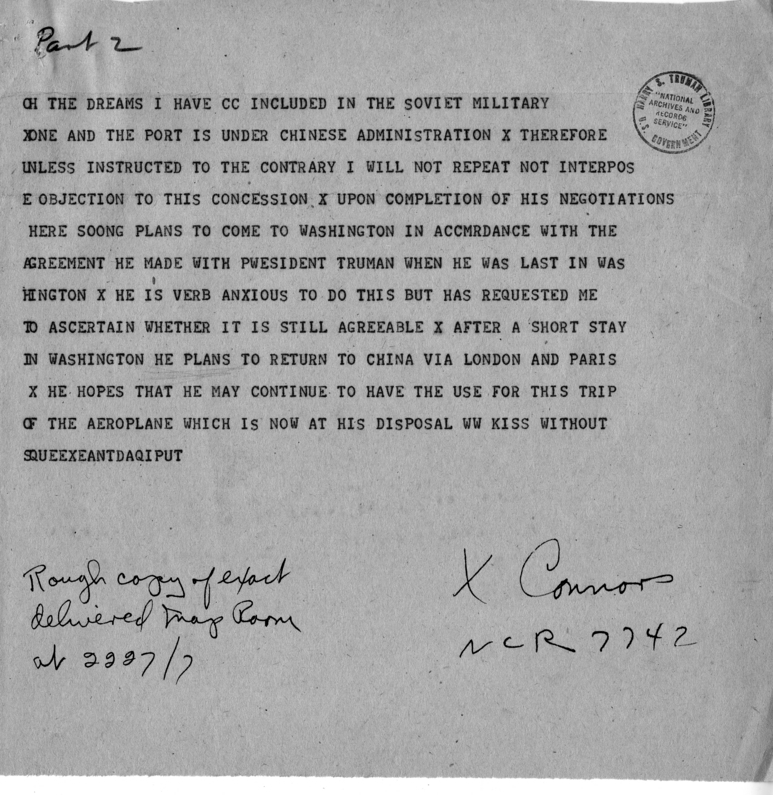 Part 2
OH THE DREAMS I HAVE CC INCLUDED IN THE SOVIET MILITARY
XONE AND THE PORT IS UNDER CHINESE ADMINISTRATION X THEREFORE
UNLESS INSTRUCTED TO THE CONTRARY I WILL NOT REPEAT NOT INTERPOS
E OBJECTION TO THIS CONCESSION X UPON COMPLETION OF HIS NEGOTIATIONS
HERE SOONG PLANS TO COME TO WASHINGTON IN ACCMRDANCE WITH THE
AGREEMENT HE MADE WITH PWESIDENT TRUMAN WHEN HE WAS LAST IN WAS
HINGTON X HE IS VERB ANXIOUS TO DO THIS BUT HAS REQUESTED ME
TO ASCERTAIN WHETHER IT IS STILL AGREEABLE X AFTER A SHORT STAY
IN WASHINGTON HE PLANS TO RETURN TO CHINA VIA LONDON AND PARIS
X HE HOPES THAT HE MAY CONTINUE TO HAVE THE USE FOR THIS TRIP
OF THE AEROPLANE WHICH IS NOW AT HIS DISPOSAL WW KISS WITHOUT
SQUEEXEANTDAQIPUT
HARRY S. TRUMAN LIBRARY
"NATIONAL
ARCHIVES AND
RECORDS
SERVICE"
U.S. GOVERNMENT
Rough copy of exact
delivered Map Room
at 2227/7
X Connors
NCR 7742